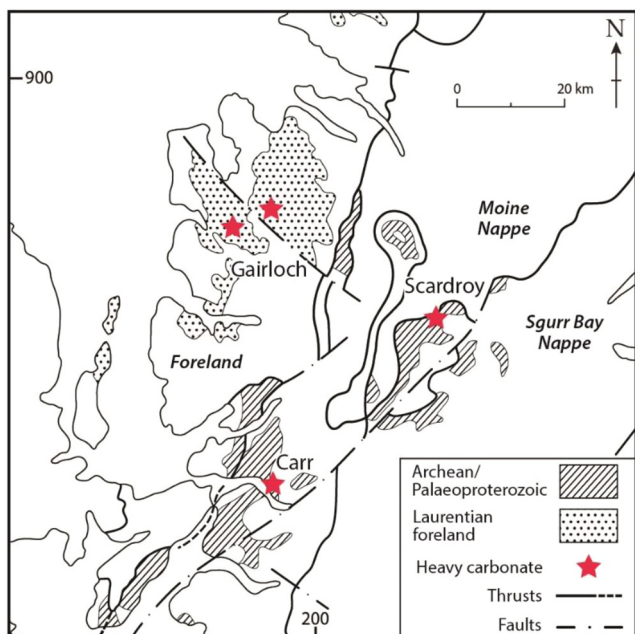 N
900
0
20 km
Moine
Nappe
Gairloch
Scardroy
Sgurr Bay
Nappe
Foreland
Carr
Archean/
Palaeoproterozoic
Laurentian
foreland
Heavy carbonate
Thrusts
200
Faults